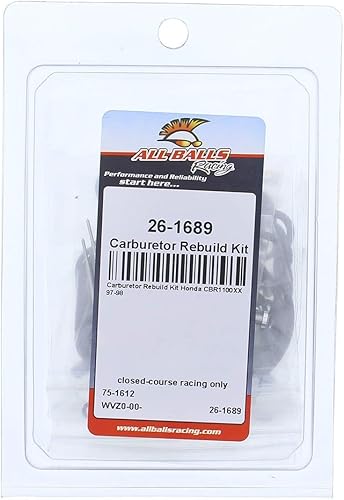 ALL BALLS
Racing
Performance and Reliability
start here...
26-1689
Carburetor Rebuild Kit
Carburetor Rebuild Kit Honda CBR1100XX
97-98
closed-course racing only
75-1612
WVZ0-00- 26-1689
www.allballsracing.com